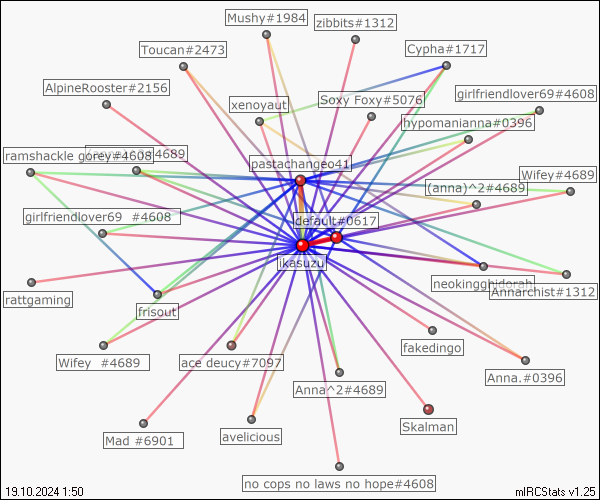 Mushy#1984
zibbits#1312
Toucan#2473
Cypha#1717
AlpineRooster#2156
xenoyaut
Soxy Foxy#5076
girlfriendlover69#4608
hypomanianna#0396
ramshackle gorey#4608
#4689
pastachangeo41
Wifey#4689
(anna)^2#4689
girlfriendlover69 #4608
default#0617
ikasuzu
neokingghidorah
Annarchist#1312
rattgaming
frisout
Wifey #4689
ace deucy#7097
fakedingo
Anna^2#4689
Anna.#0396
Mad #6901
avelicious
Skalman
no cops no laws no hope#4608
19.10.2024 1:50
mIRCStats v1.25